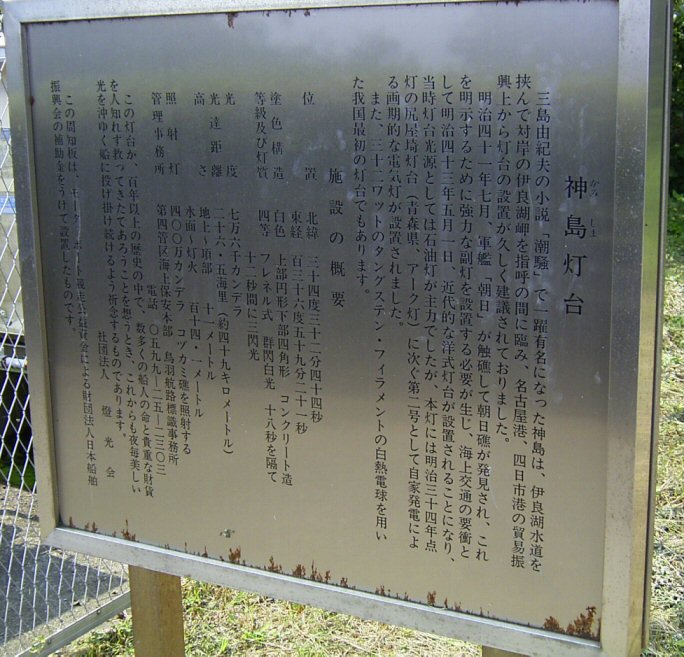 かみ しま
神島灯台
三島由紀夫の小説「潮騒」で一躍有名になった神島は、伊良湖水道を
挟んで対岸の伊良湖岬を指呼の間に臨み、名古屋港、四日市港の貿易振
興上から灯台の設置が久しく建議されておりました。
明治四十一年七月、軍艦「朝日」が触礁して朝日礁が発見され、これ
を明示するために強力な副灯を設置する必要が生じ、海上交通の要衝と
して明治四十三年五月一日、近代的な洋式灯台が設置されることになり、
当時灯台光源としては石油灯が主力でしたが、本灯には明治三十四年点
灯の尻屋埼灯台(青森県、アーク灯)に次ぐ第二号として自家発電によ
る画期的な電気灯が設置されました。
また、三十二ワットのタングステン・フィラメントの白熱電球を用い
た我国最初の灯台でもあります。
施設の概要
位置 北緯 三十四度三十二分四十四秒
東経 百三十六度五十九分二十一秒
塗色構造 白色 上部円形下部四角形 コンクリート造
等級及び灯質 四等 フレネル式 群閃白光 十八秒を隔て
十二秒間に三閃光
光度 七万六千カンデラ
光達距離 二十六・五海里(約四十九キロメートル)
高さ 地上~頂部 十一メートル
水面~灯火 百十四・一メートル
照射灯 四〇〇万カンデラ コヅカミ礁を照射する
管理事務所 第四管区海上保安本部 鳥羽航路標識事務所
電話 〇五九九―二五―二三〇三
この灯台が、百年以上の歴史の中で、数多くの船人の命と貴重な財貨
を人知れず救ってきたであろうことを想うとき、これからも夜毎美しい
光を沖ゆく船に投げ掛け続けるよう祈念するものであります。
社団法人 燈光会
この周知板は、モーターボート競走公益資金による財団法人日本船舶
振興会の補助金をうけて設置したものです。